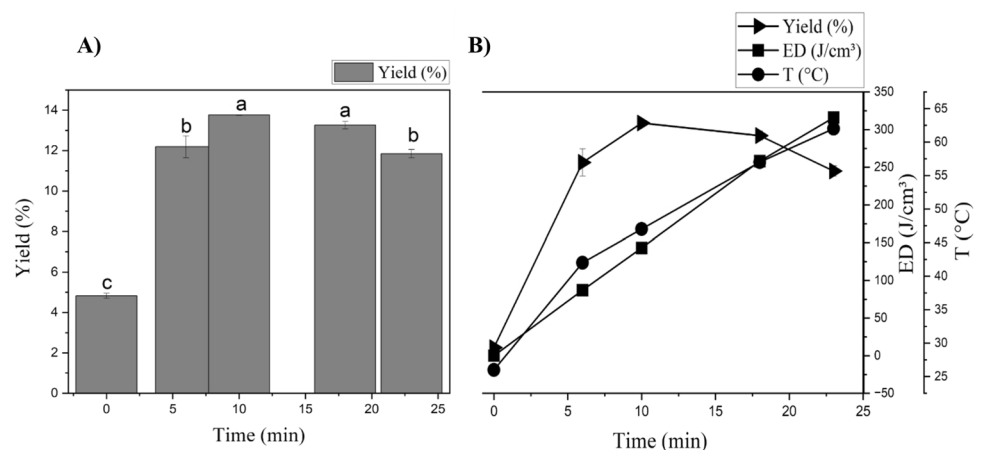 A)
Yield (%)
14
12
10
8
6
4
2
0
a
b
a
b
c
0
5
10
15
20
25
Yield (%)
Time (min)
B)
Yield (%)
ED (J/cm³)
T (°C)
350
300
250
200
150
100
50
0
-50
ED (J/cm³)
65
60
55
50
45
40
35
30
25
T (°C)
0
5
10
15
20
25
Time (min)